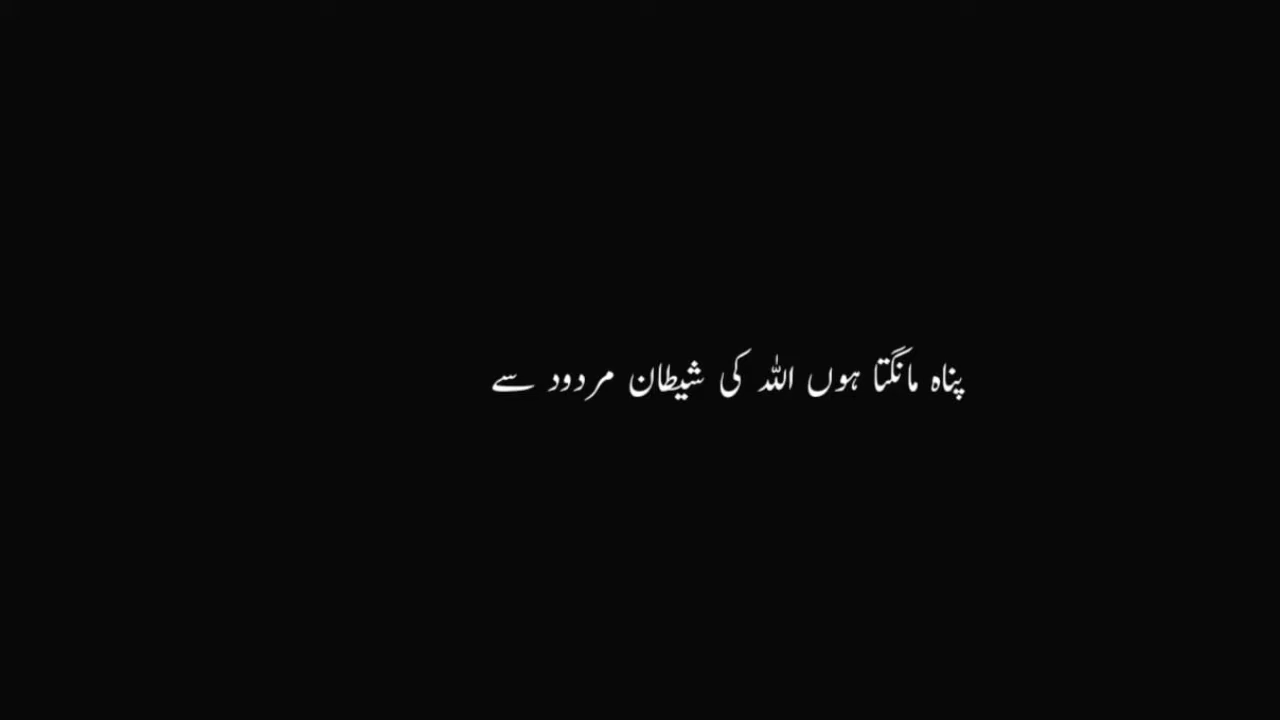 پناہ مانگتا ہوں اللہ کی شیطان مردود سے